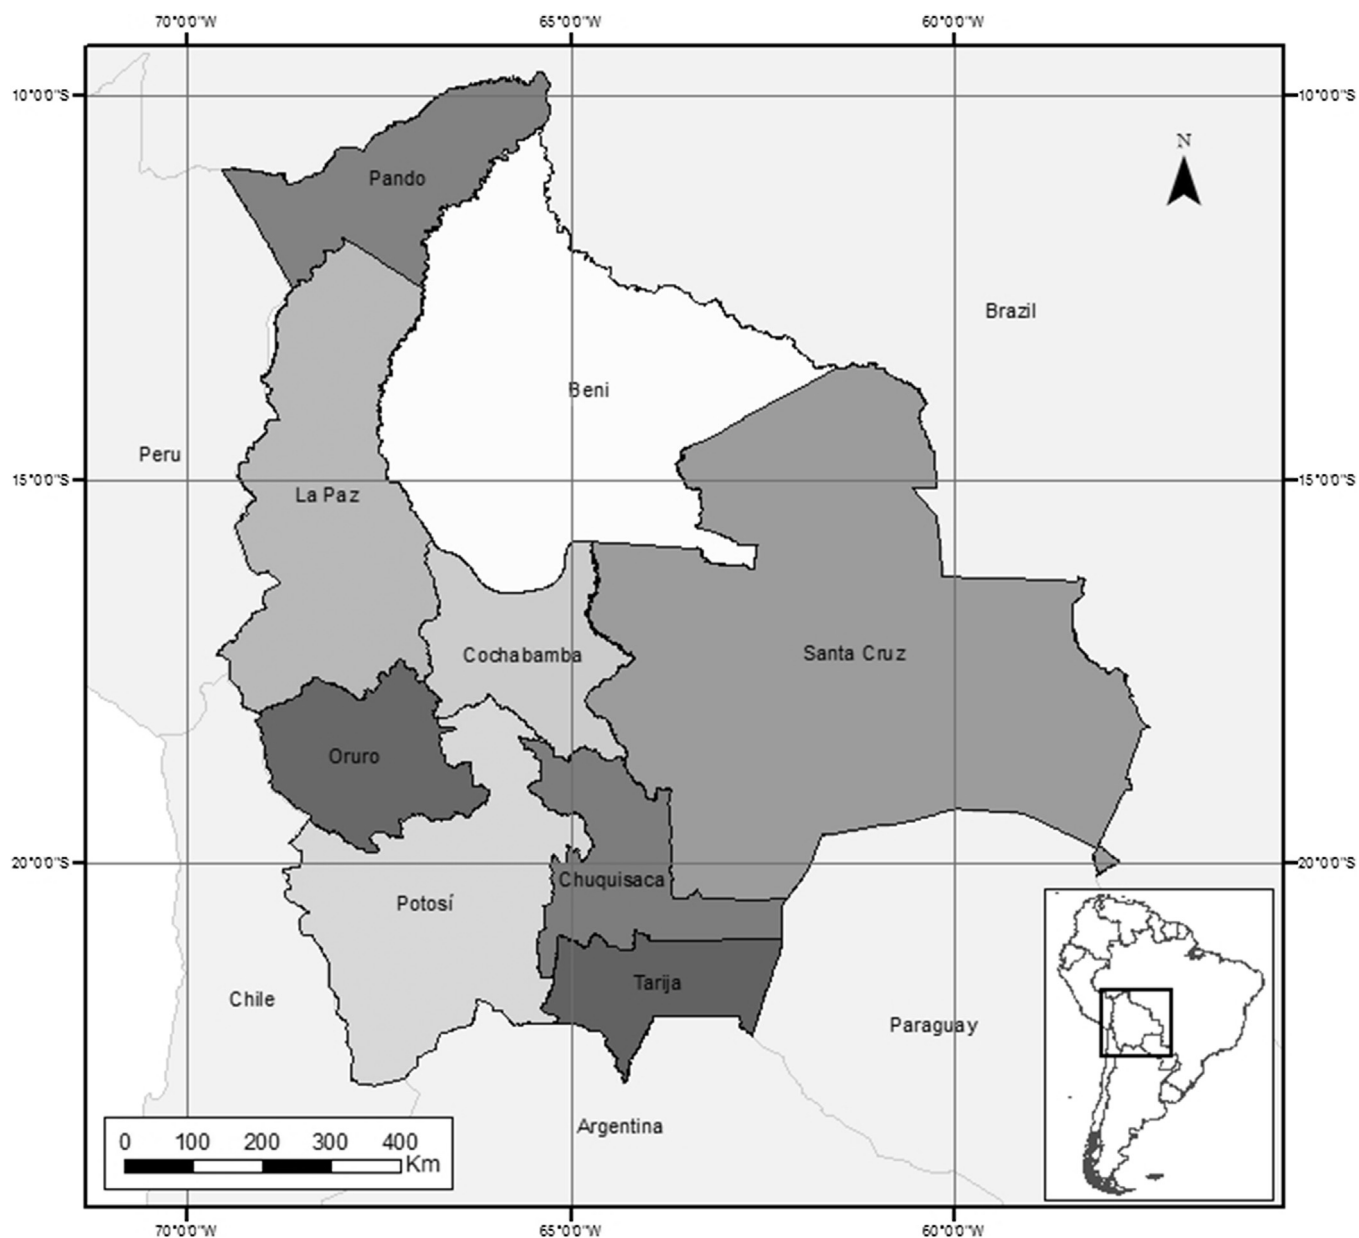 70°0'0"W 65°0'0"W 60°0'0"W
10°0'0"S 10°0'0"S
N
Pando
Brazil
Beni
Peru
15°0'0"S 15°0'0"S
La Paz
Santa Cruz
Cochabamba
Oruro
20°0'0"S 20°0'0"S
Chuquisaca
Potosí
Tarija
Chile
Paraguay
Argentina
0 100 200 300 400
Km
70°0'0"W 65°0'0"W 60°0'0"W